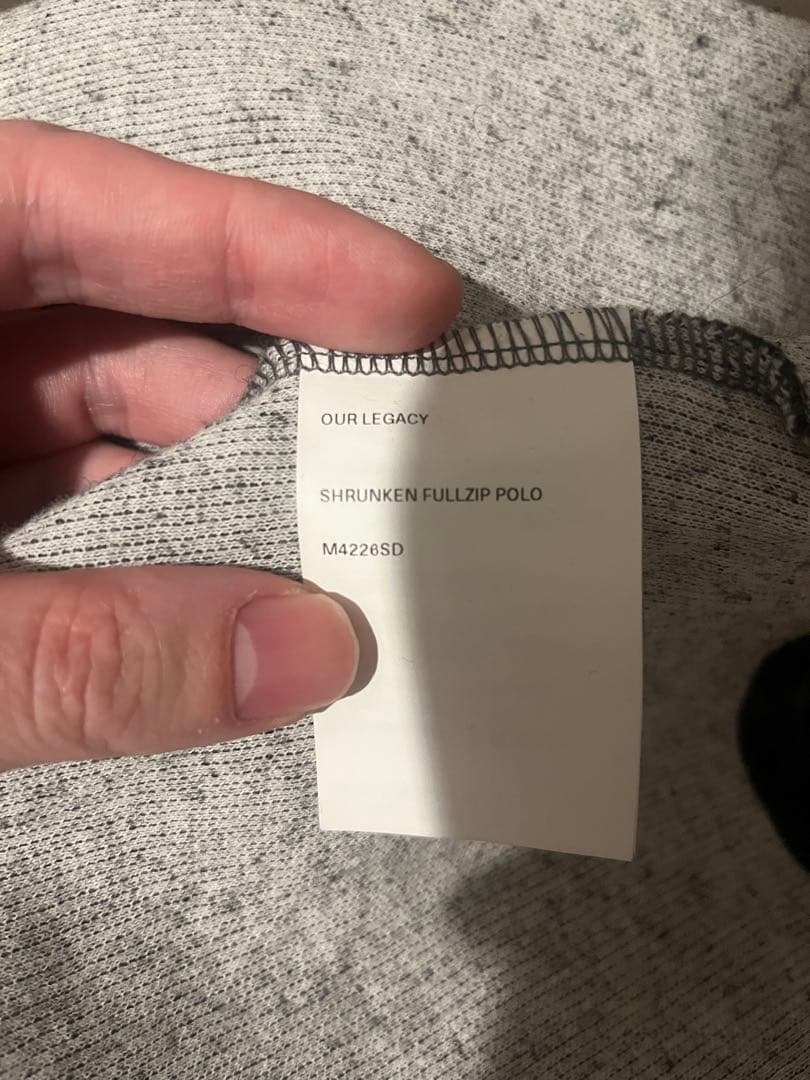 OUR LEGACY
SHRUNKEN FULLZIP POLO
M4226SD